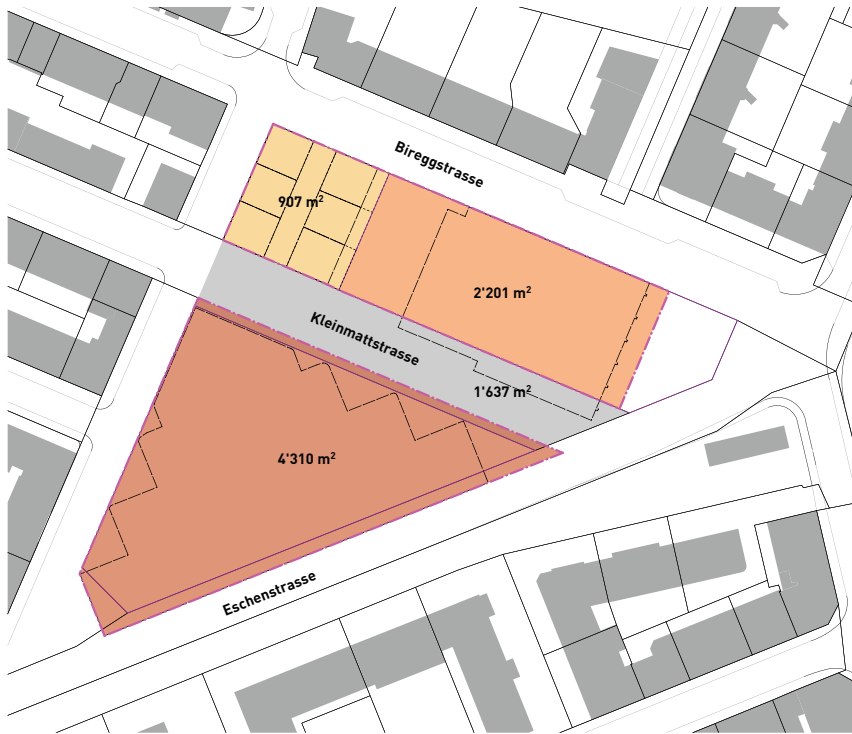 Bireggstrasse
907 m²
2'201 m²
Kleinmattstrasse
1'637 m²
4'310 m²
Eschenstrasse